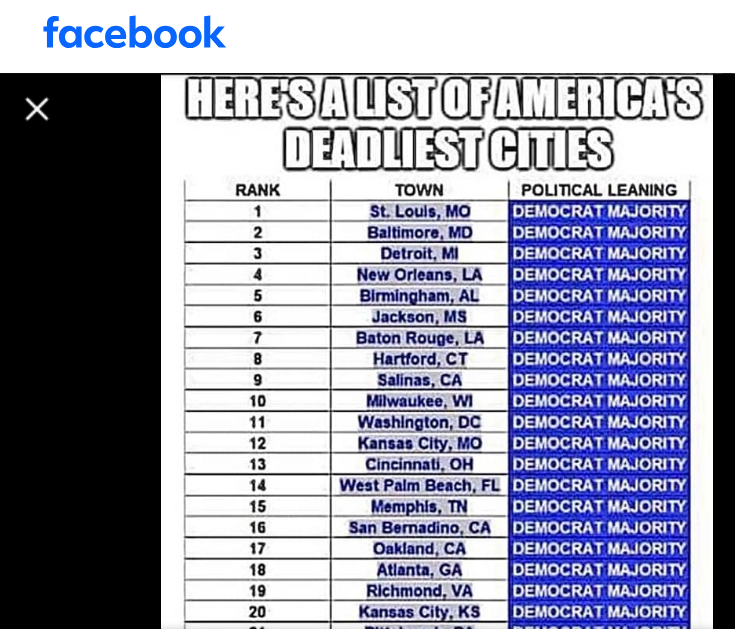 facebook
HERE'S A LIST OF AMERICA'S
DEADLIEST CITIES
RANK TOWN POLITICAL LEANING
1 St. Louis, MO DEMOCRAT MAJORITY
2 Baltimore, MD DEMOCRAT MAJORITY
3 Detroit, MI DEMOCRAT MAJORITY
4 New Orleans, LA DEMOCRAT MAJORITY
5 Birmingham, AL DEMOCRAT MAJORITY
6 Jackson, MS DEMOCRAT MAJORITY
7 Baton Rouge, LA DEMOCRAT MAJORITY
8 Hartford, CT DEMOCRAT MAJORITY
9 Salinas, CA DEMOCRAT MAJORITY
10 Milwaukee, WI DEMOCRAT MAJORITY
11 Washington, DC DEMOCRAT MAJORITY
12 Kansas City, MO DEMOCRAT MAJORITY
13 Cincinnati, OH DEMOCRAT MAJORITY
14 West Palm Beach, FL DEMOCRAT MAJORITY
15 Memphis, TN DEMOCRAT MAJORITY
16 San Bernadino, CA DEMOCRAT MAJORITY
17 Oakland, CA DEMOCRAT MAJORITY
18 Atlanta, GA DEMOCRAT MAJORITY
19 Richmond, VA DEMOCRAT MAJORITY
20 Kansas City, KS DEMOCRAT MAJORITY